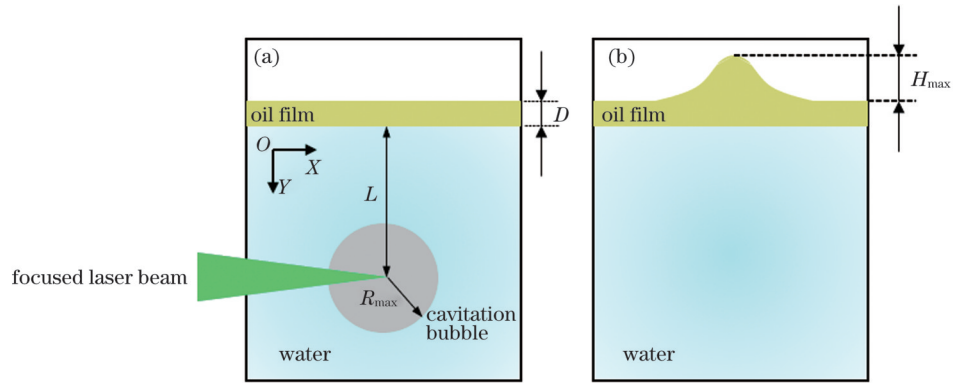 (a)
oil film
D
O
X
Y
L
focused laser beam
R_max
cavitation
bubble
water
(b)
H_max
oil film
water